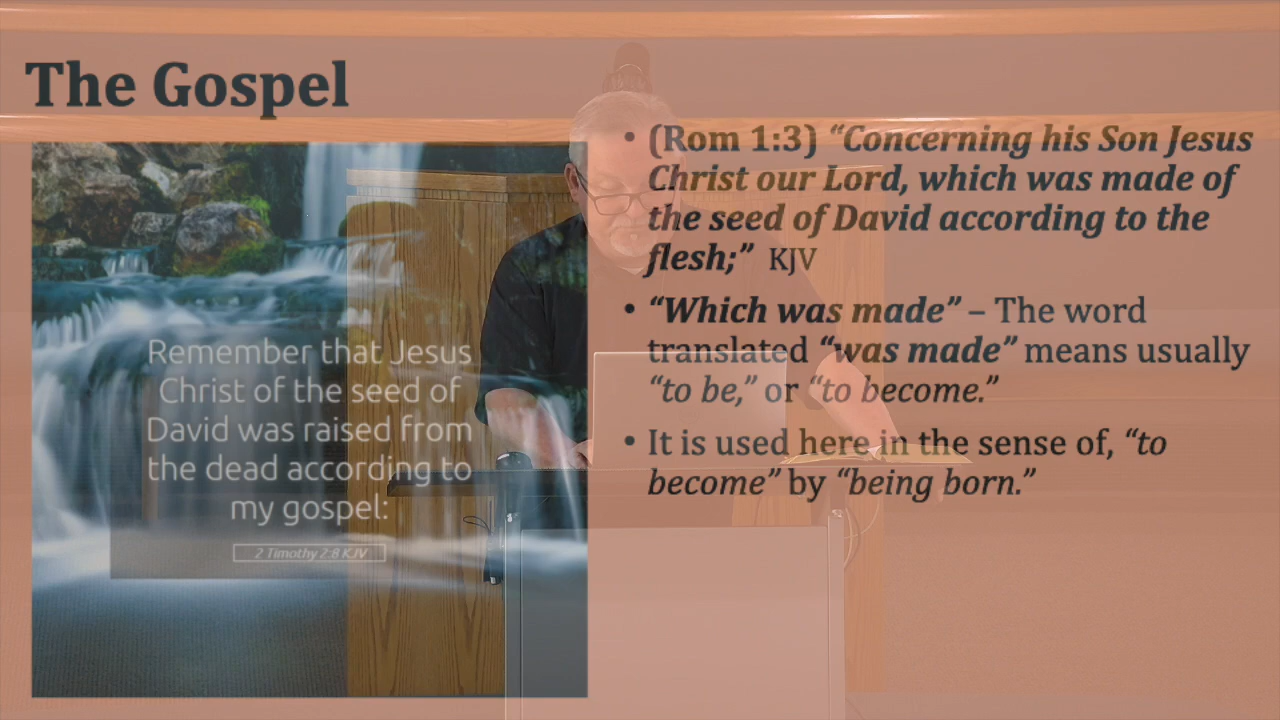 The Gospel
• (Rom 1:3) “Concerning his Son Jesus
Christ our Lord, which was made of
the seed of David according to the
flesh;” KJV
• “Which was made” – The word
translated “was made” means usually
“to be,” or “to become.”
• It is used here in the sense of, “to
become” by “being born.”
Remember that Jesus
Christ of the seed of
David was raised from
the dead according to
my gospel:
2 Timothy 2:8 KJV